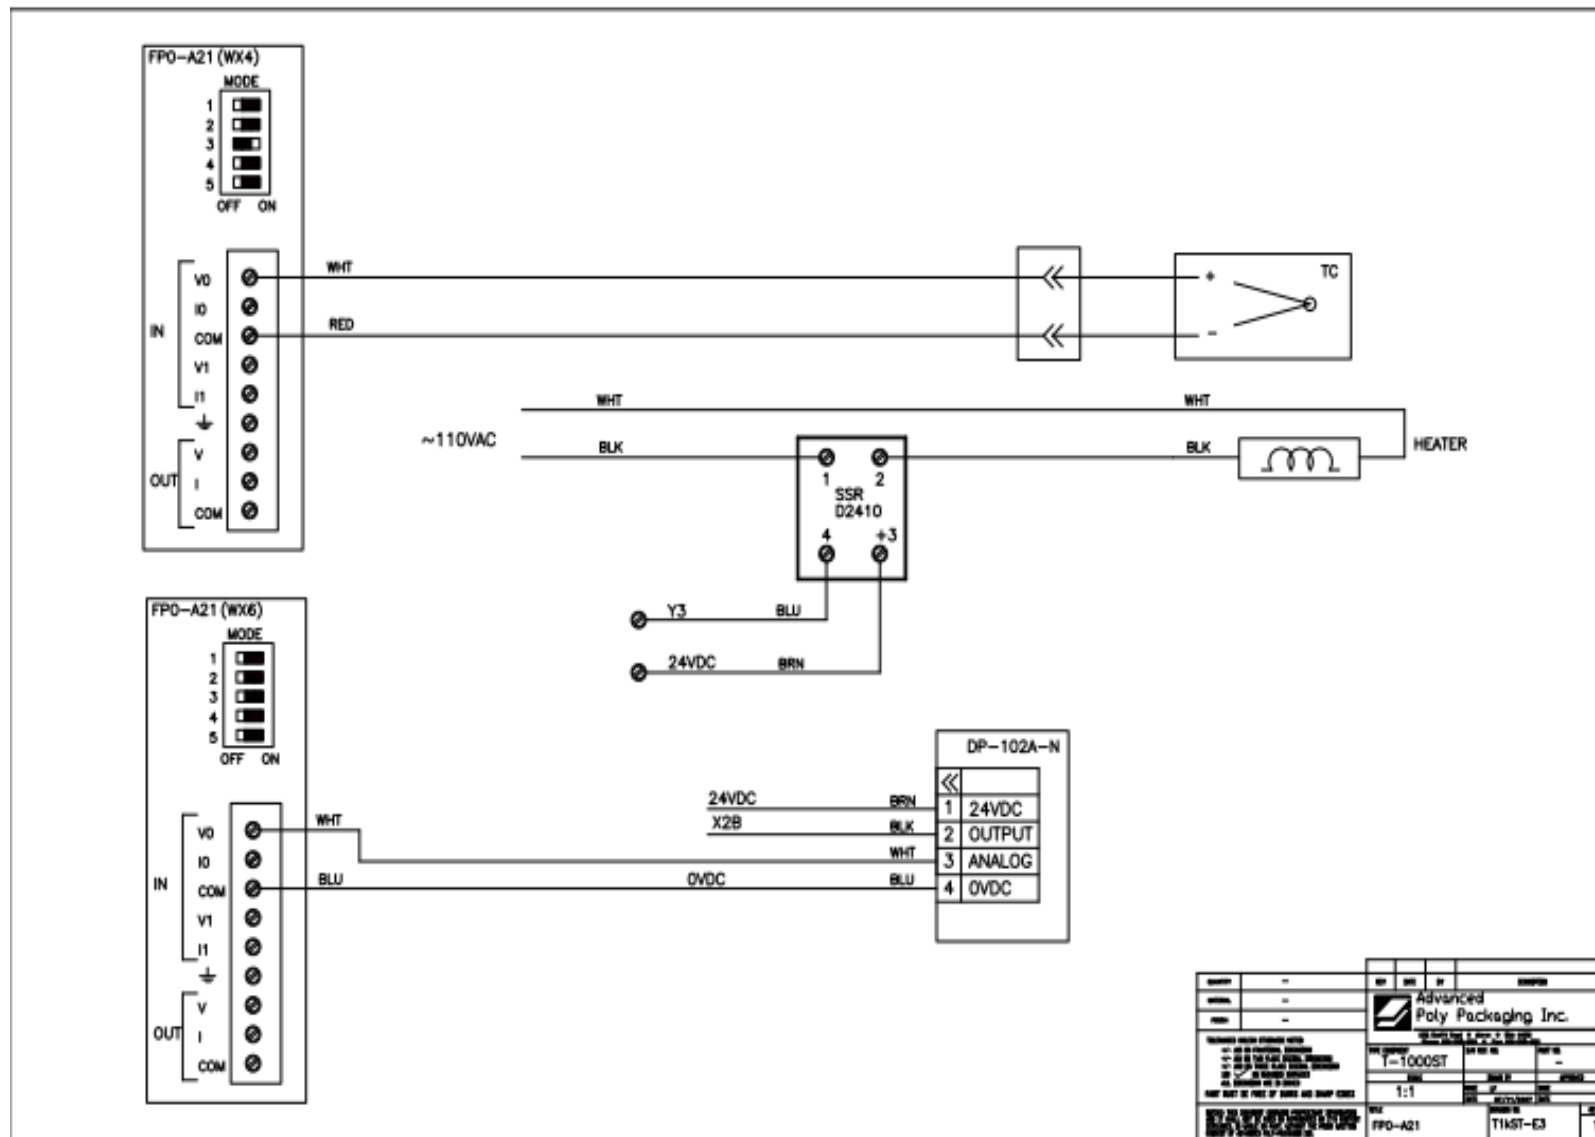 FP0-A21 (WX4)
MODE
1
2
3
4
5
OFF ON
IN
V0
I0
COM
V1
I1
OUT
V
I
COM
WHT
RED
+
-
TC
~110VAC
WHT
WHT
BLK
BLK
HEATER
1 2
SSR
D2410
4 +3
Y3 BLU
24VDC BRN
FP0-A21 (WX6)
MODE
1
2
3
4
5
OFF ON
IN
V0
I0
COM
V1
I1
OUT
V
I
COM
WHT
BLU
0VDC
DP-102A-N
24VDC BRN 1 24VDC
X2B BLK 2 OUTPUT
WHT 3 ANALOG
BLU 4 0VDC
Advanced
Poly Packaging Inc.
T-1000ST
1:1
FP0-A21
T1kST-E3